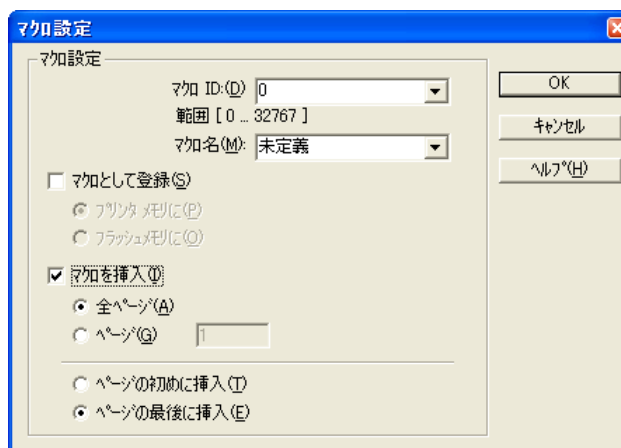 マクロ設定
マクロ設定
マクロ ID:(D) 0
範囲 [ 0 ... 32767 ]
マクロ名(M): 未定義
マクロとして登録(S)
プリンタ メモリに(P)
フラッシュメモリに(O)
マクロを挿入(I)
全ページ(A)
ページ(G) 1
ページの初めに挿入(T)
ページの最後に挿入(E)
OK
キャンセル
ヘルプ(H)